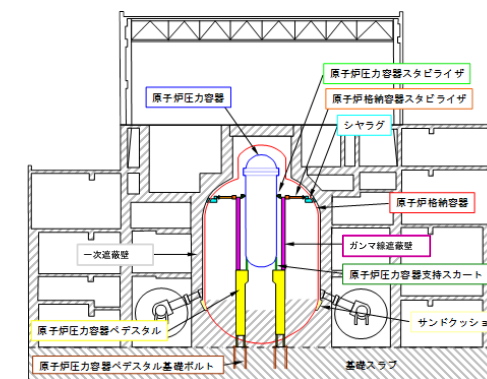 原子炉圧力容器スタビライザ
原子炉圧力容器
原子炉格納容器スタビライザ
シヤラグ
原子炉格納容器
一次遮蔽壁
ガンマ線遮蔽壁
原子炉圧力容器支持スカート
原子炉圧力容器ペデスタル
サンドクッション
原子炉圧力容器ペデスタル基礎ボルト
基礎スラブ